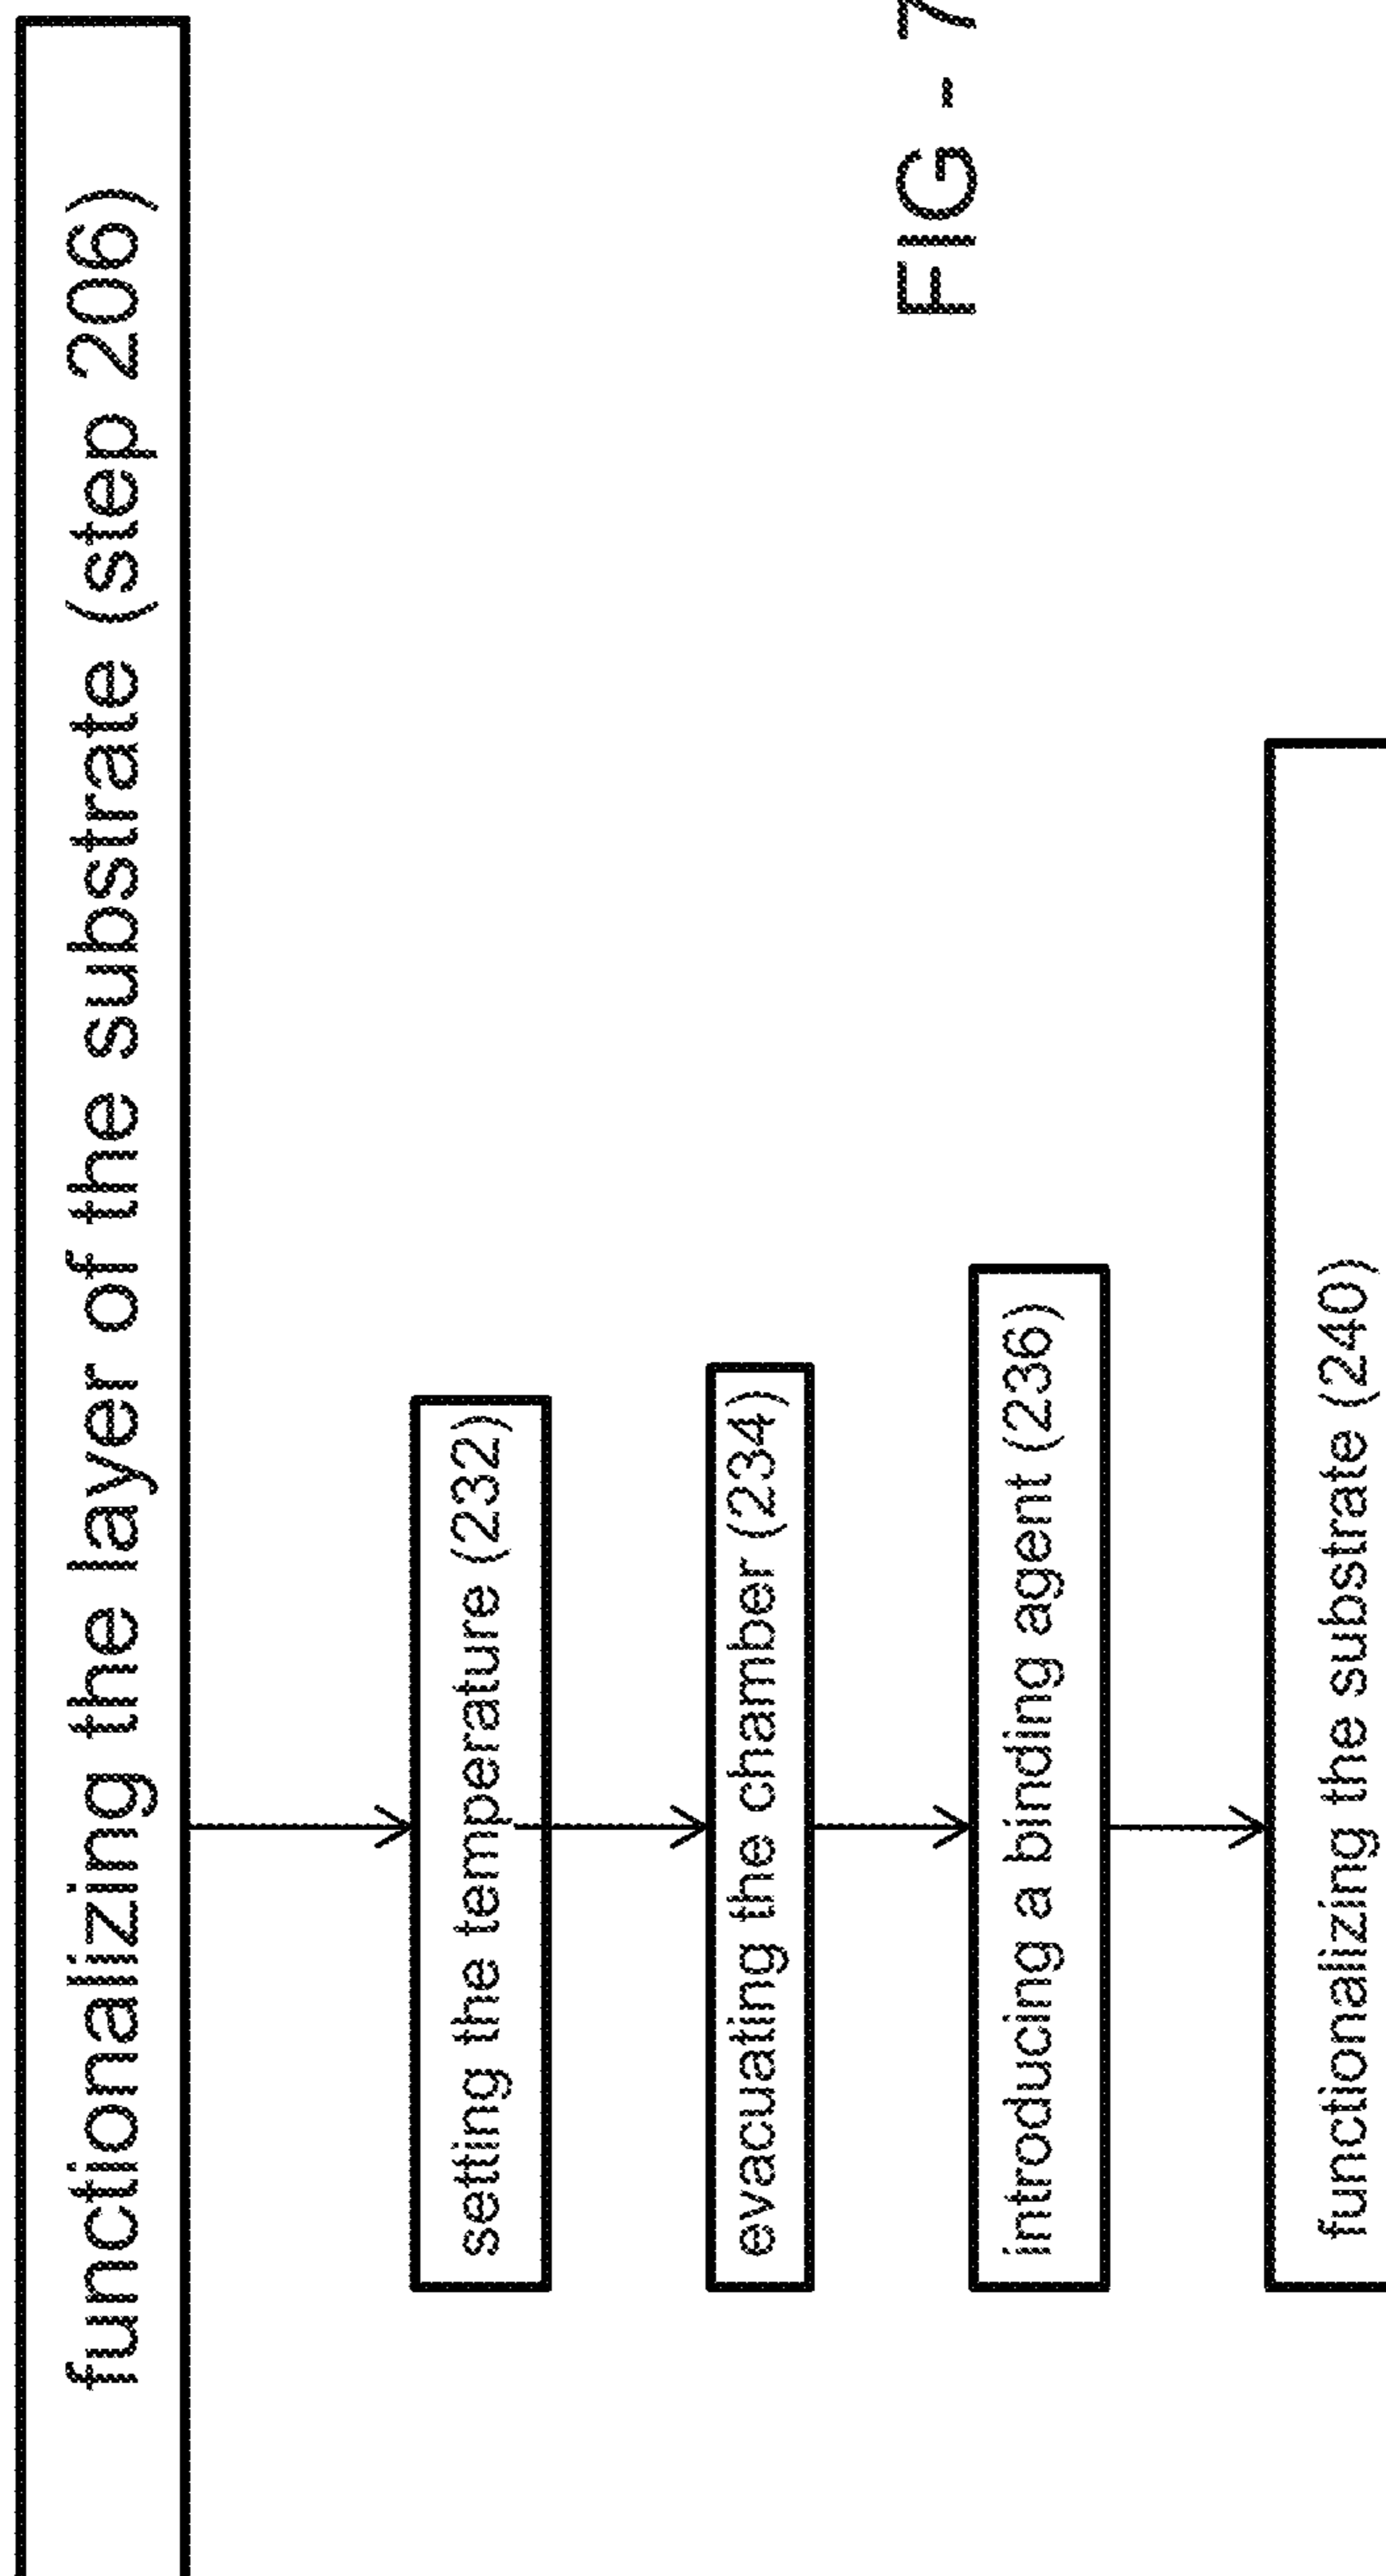 functionalizing the layer of the substrate (step 206)
setting the temperature (232)
evacuating the chamber (234)
introducing a binding agent (236)
functionalizing the substrate (240)
FIG - 7